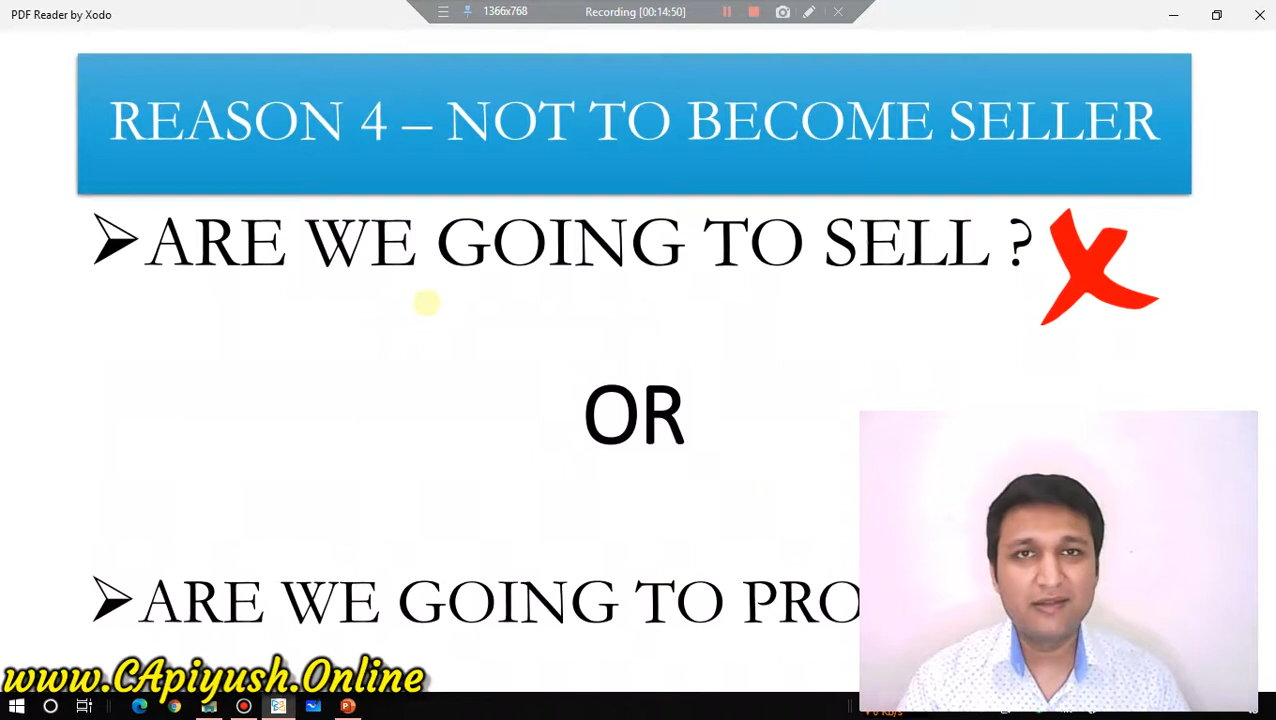 PDF Reader by Xodo
1366x768
Recording [00:14:50]
REASON 4 – NOT TO BECOME SELLER
➢ARE WE GOING TO SELL ?
OR
➢ARE WE GOING TO PRO
www.CApiyush.Online